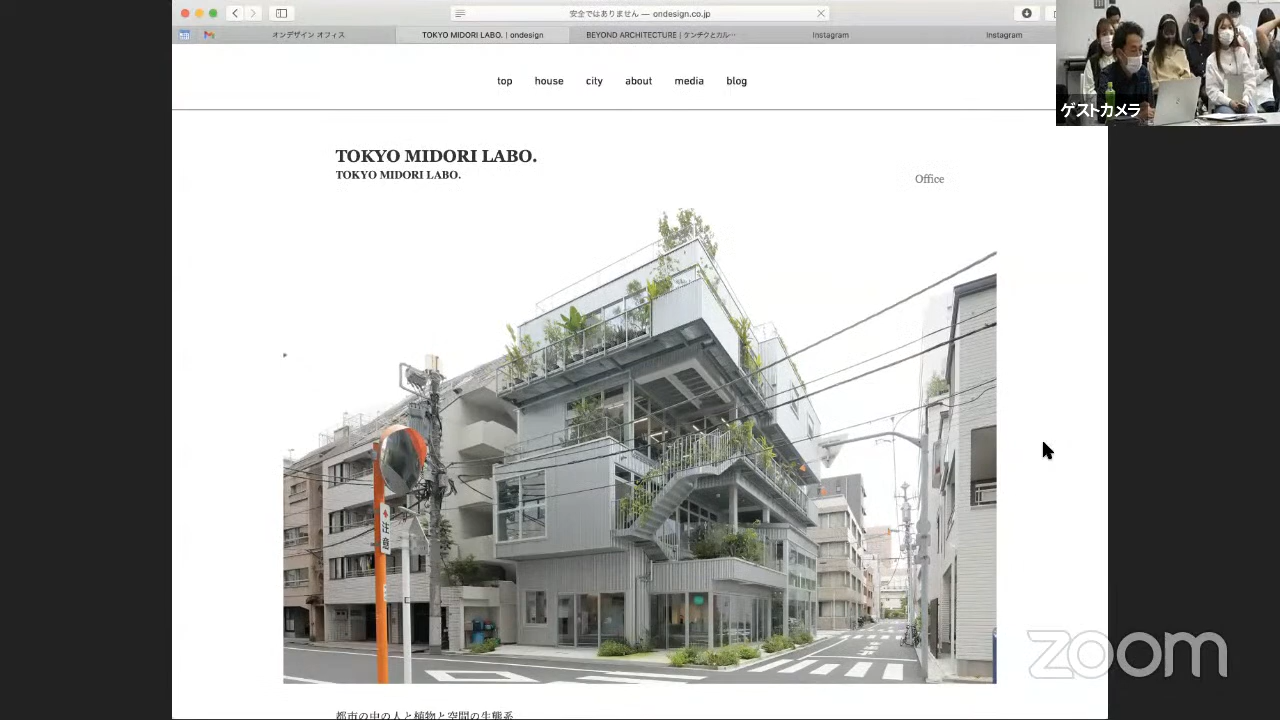 安全ではありません — ondesign.co.jp
オンデザイン オフィス
TOKYO MIDORI LABO. | ondesign
BEYOND ARCHITECTURE | ケンチクとカル…
Instagram
Instagram
top house city about media blog
ゲストカメラ
TOKYO MIDORI LABO.
TOKYO MIDORI LABO.
Office
注意
都市の中の人と植物と空間の生態系
zoom